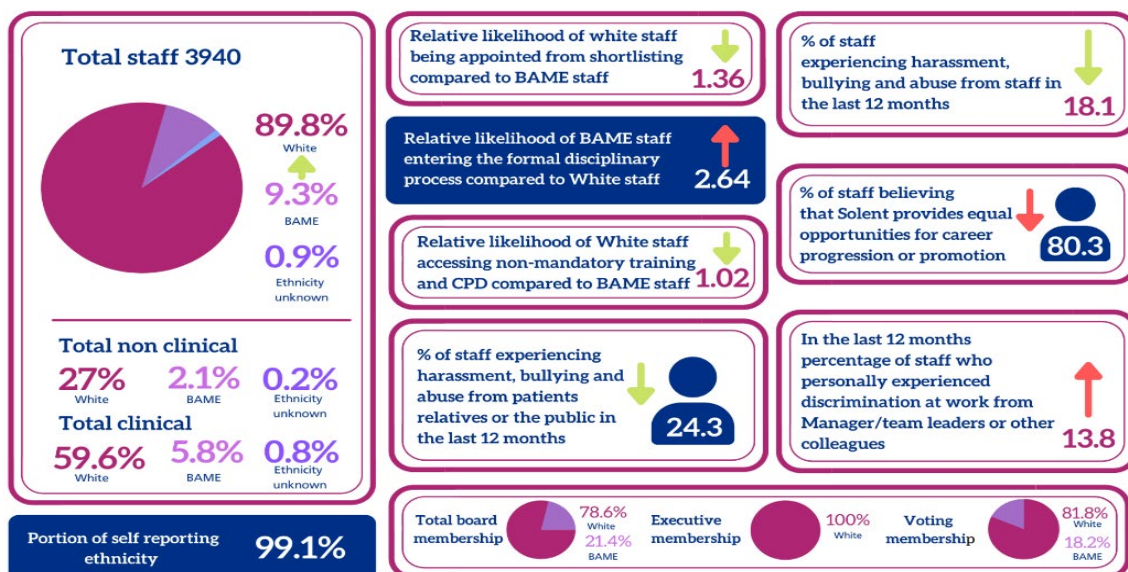 Total staff 3940
89.8%
White
9.3%
BAME
0.9%
Ethnicity
unknown
Total non clinical
27%
White
2.1%
BAME
0.2%
Ethnicity
unknown
Total clinical
59.6%
White
5.8%
BAME
0.8%
Ethnicity
unknown
Portion of self reporting
ethnicity
99.1%
Relative likelihood of white staff
being appointed from shortlisting
compared to BAME staff
1.36
Relative likelihood of BAME staff
entering the formal disciplinary
process compared to White staff
2.64
Relative likelihood of White staff
accessing non-mandatory training
and CPD compared to BAME staff
1.02
% of staff experiencing
harassment, bullying and
abuse from patients
relatives or the public in
the last 12 months
24.3
% of staff
experiencing harassment,
bullying and abuse from staff in
the last 12 months
18.1
% of staff believing
that Solent provides equal
opportunities for career
progression or promotion
80.3
In the last 12 months
percentage of staff who
personally experienced
discrimination at work from
Manager/team leaders or other
colleagues
13.8
Total board
membership
78.6%
White
21.4%
BAME
Executive
membership
100%
White
Voting
membership
81.8%
White
18.2%
BAME